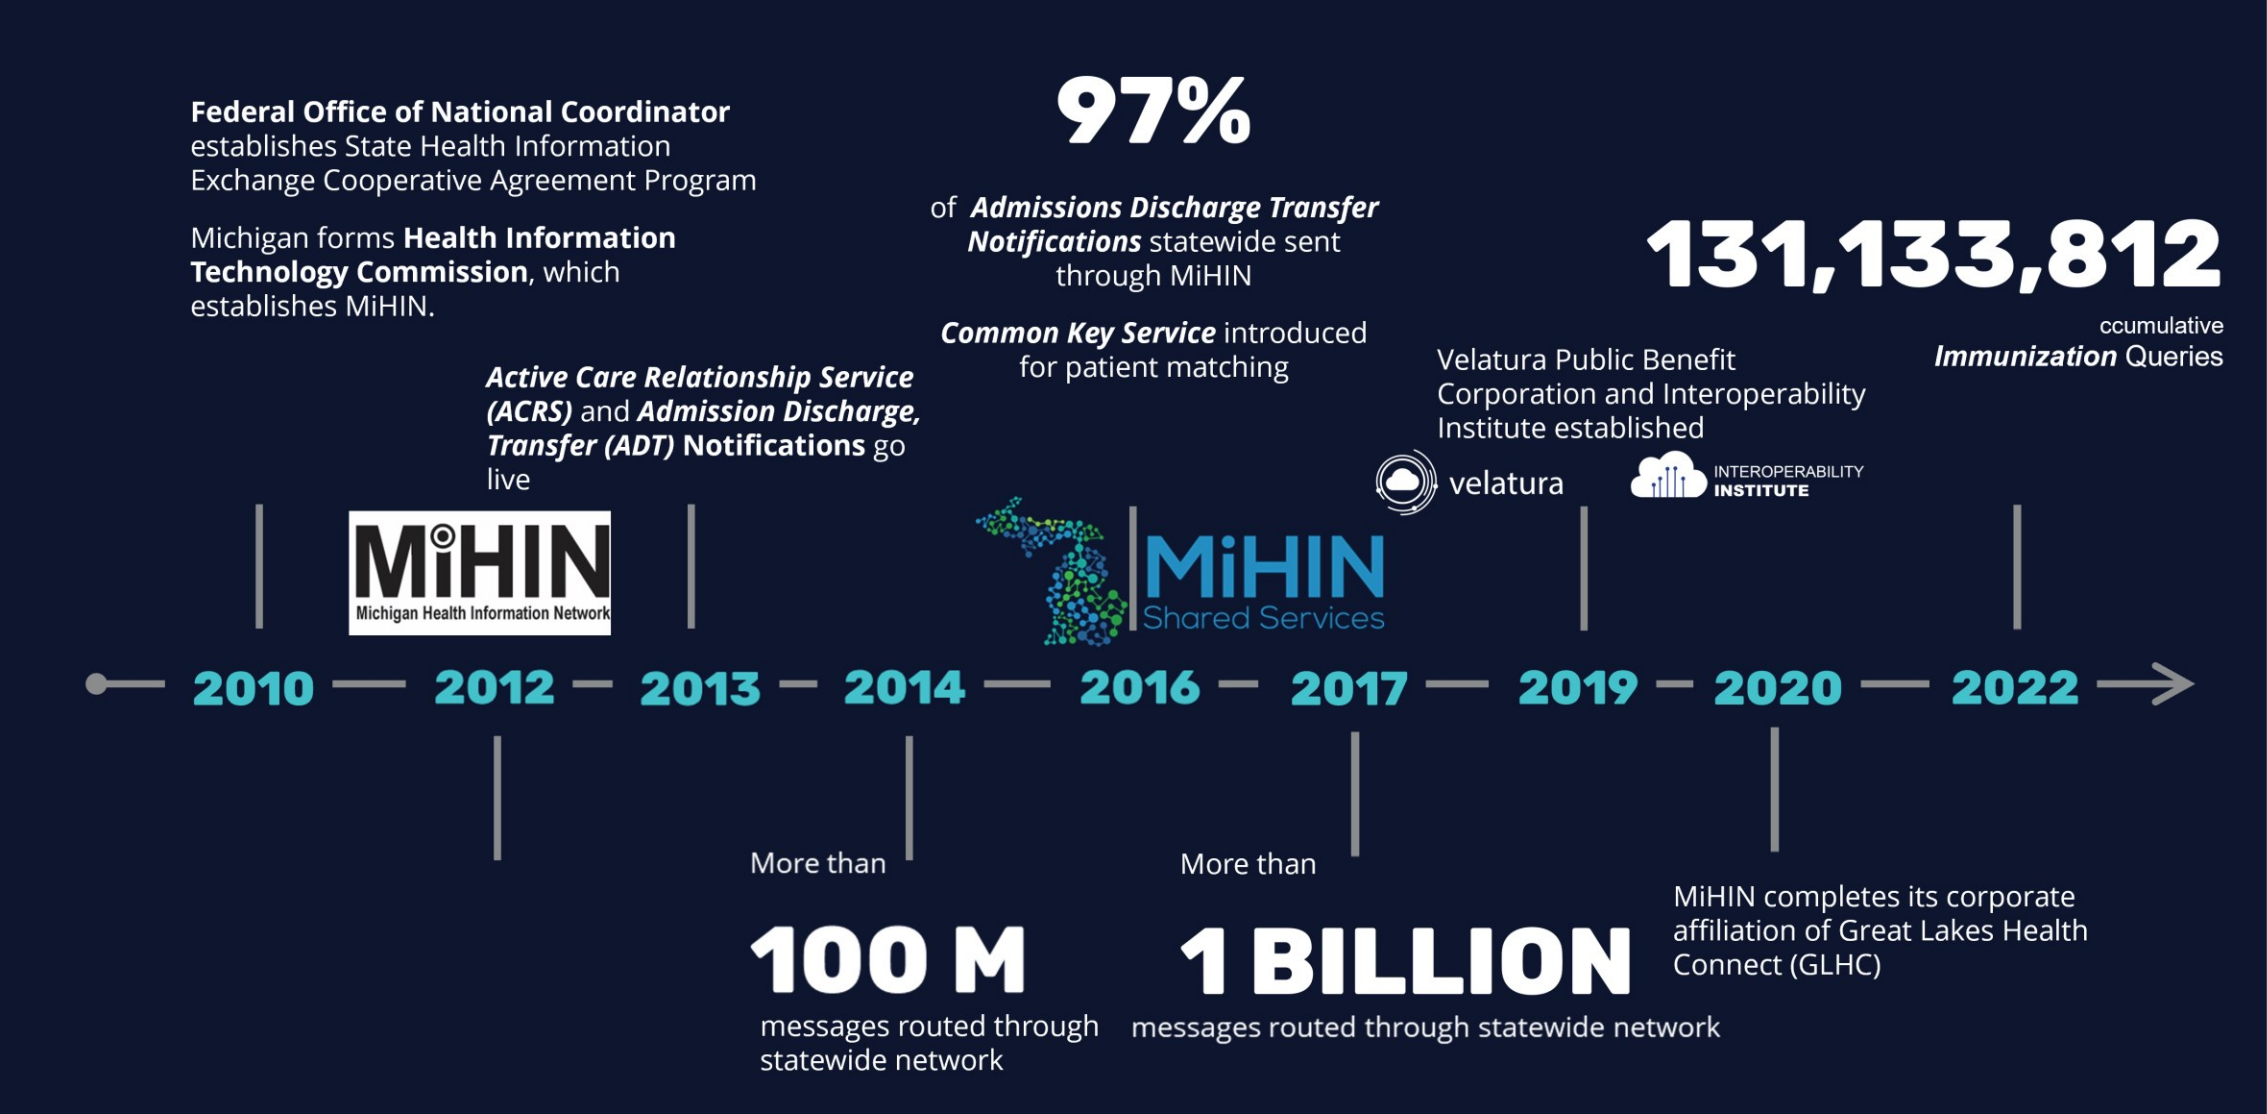 Federal Office of National Coordinator
establishes State Health Information
Exchange Cooperative Agreement Program
Michigan forms Health Information
Technology Commission, which
establishes MiHIN.
Active Care Relationship Service
(ACRS) and Admission Discharge,
Transfer (ADT) Notifications go
live
MiHIN
Michigan Health Information Network
97%
of Admissions Discharge Transfer
Notifications statewide sent
through MiHIN
Common Key Service introduced
for patient matching
MiHIN
Shared Services
Velatura Public Benefit
Corporation and Interoperability
Institute established
velatura
INTEROPERABILITY
INSTITUTE
131,133,812
ccumulative
Immunization Queries
2010 2012 2013 2014 2016 2017 2019 2020 2022
More than
100 M
messages routed through
statewide network
More than
1 BILLION
messages routed through statewide network
MiHIN completes its corporate
affiliation of Great Lakes Health
Connect (GLHC)